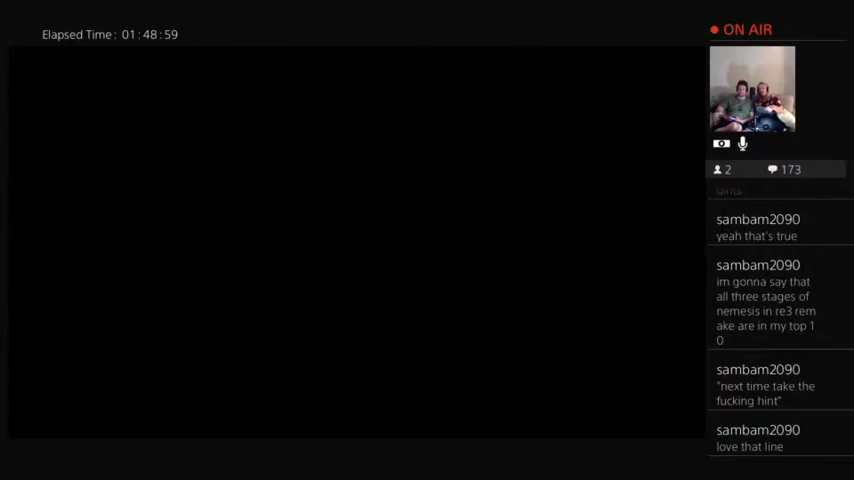 Elapsed Time: 01:48:59
ON AIR
2 173
oints
sambam2090
yeah that's true
sambam2090
im gonna say that
all three stages of
nemesis in re3 rem
ake are in my top 1
0
sambam2090
"next time take the
fucking hint"
sambam2090
love that line